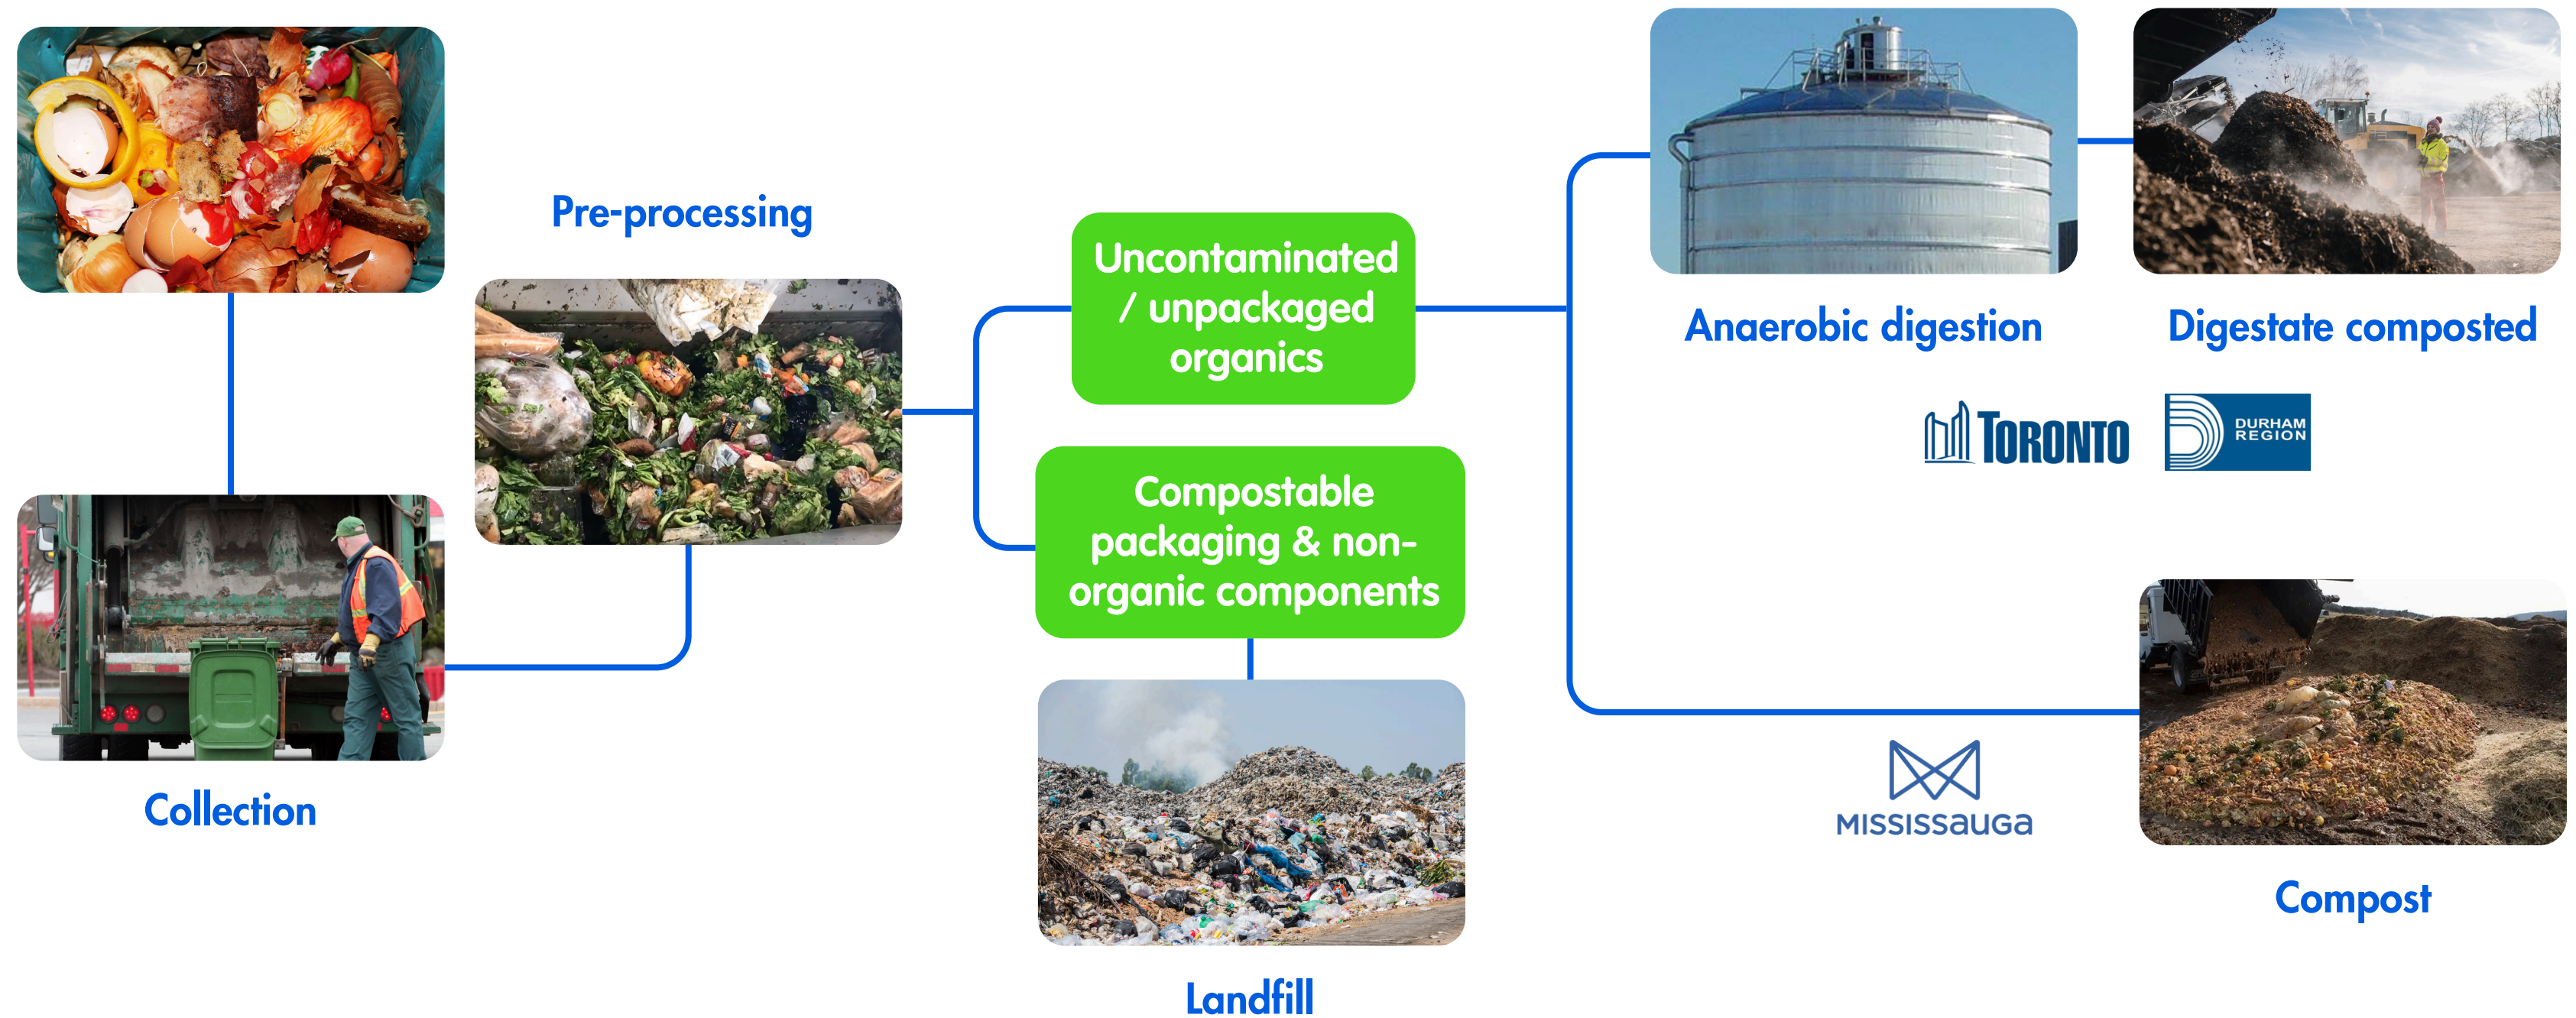 Pre-processing
Collection
Uncontaminated
/ unpackaged
organics
Compostable
packaging & non-
organic components
Landfill
Anaerobic digestion
Digestate composted
TORONTO
DURHAM
REGION
MISSISSauGa
Compost